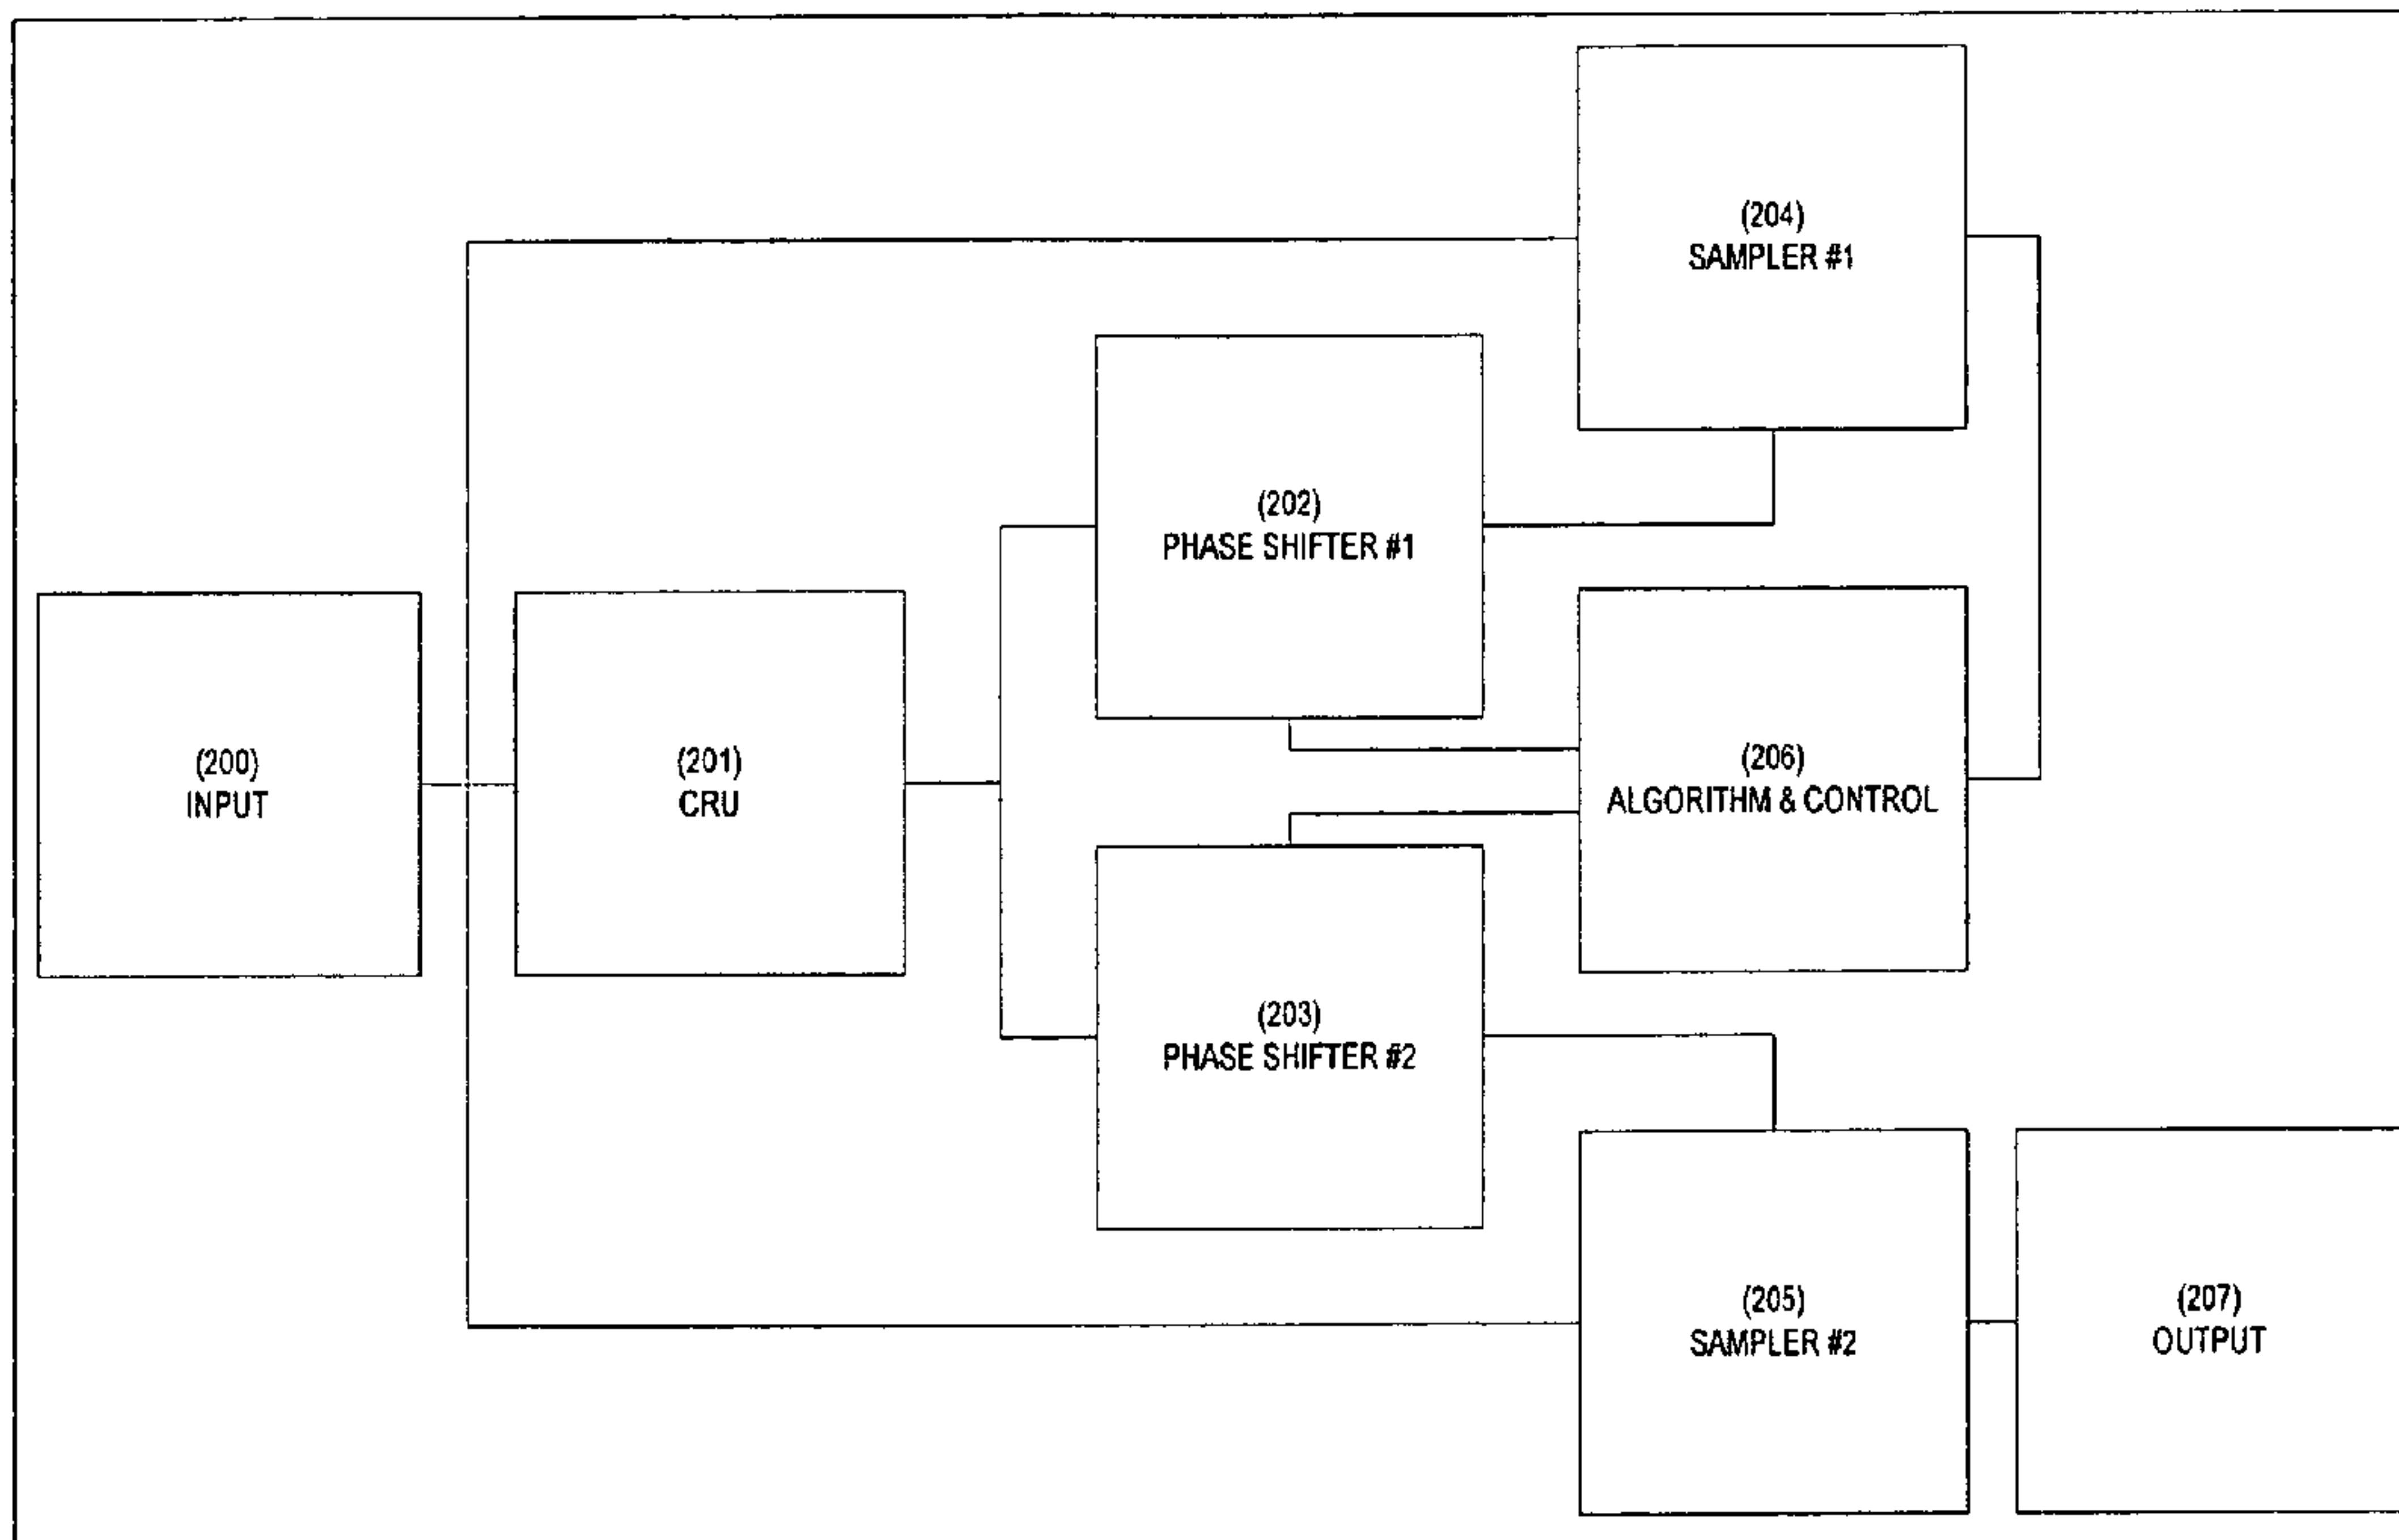 (204)
SAMPLER #1
(202)
PHASE SHIFTER #1
(200)
INPUT
(201)
CRU
(206)
ALGORITHM & CONTROL
(203)
PHASE SHIFTER #2
(205)
SAMPLER #2
(207)
OUTPUT